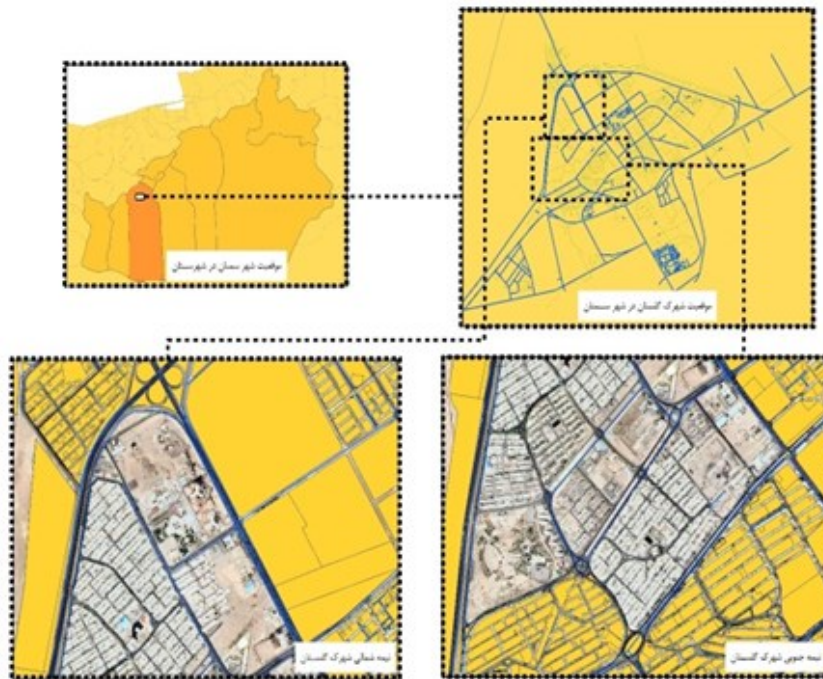 موقعیت شهر سمنان در شهرستان
موقعیت شهرک گلستان در شهر سمنان
نیمه شمالی شهرک گلستان
نیمه جنوبی شهرک گلستان